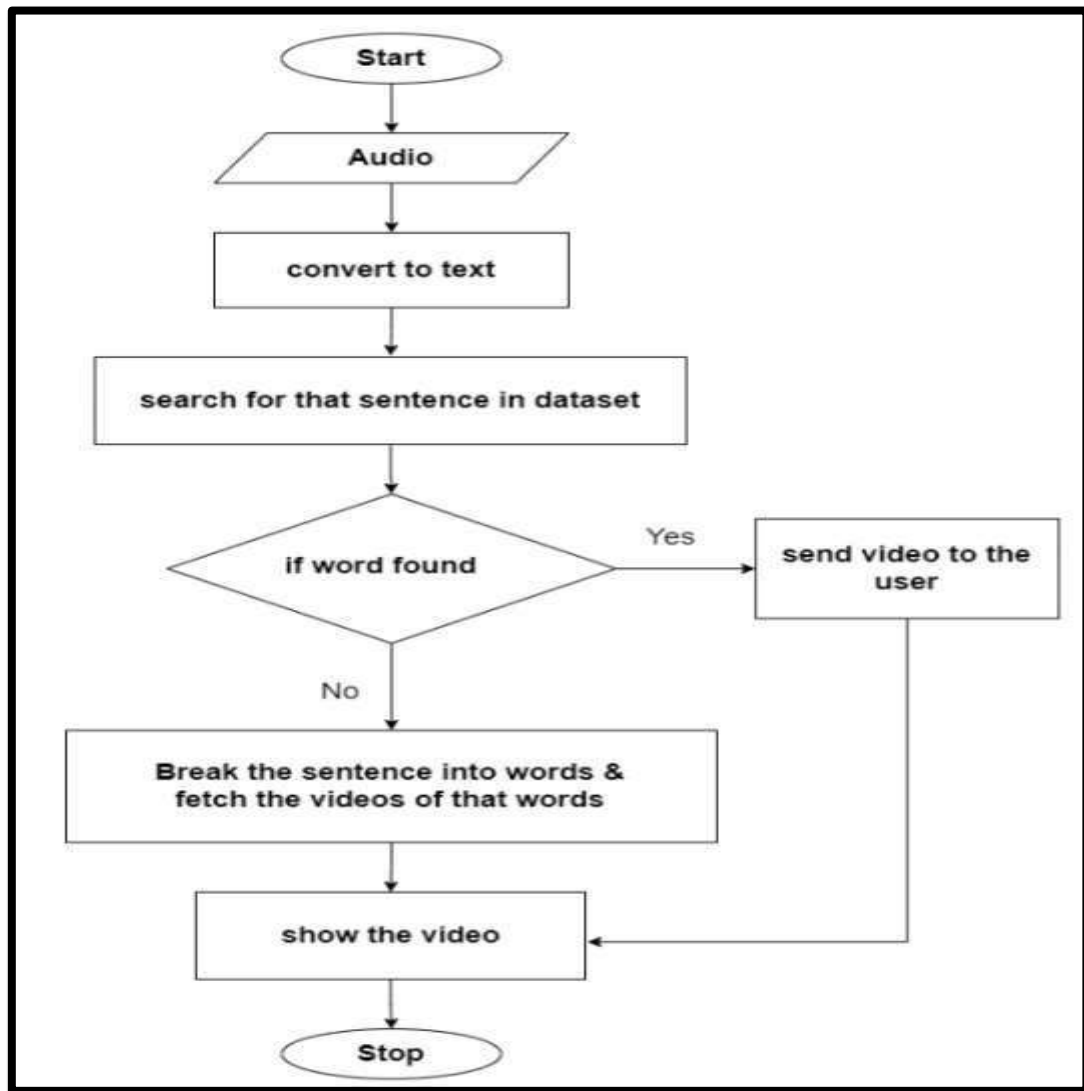 Start
Audio
convert to text
search for that sentence in dataset
if word found
Yes
send video to the
user
No
Break the sentence into words &
fetch the videos of that words
show the video
Stop